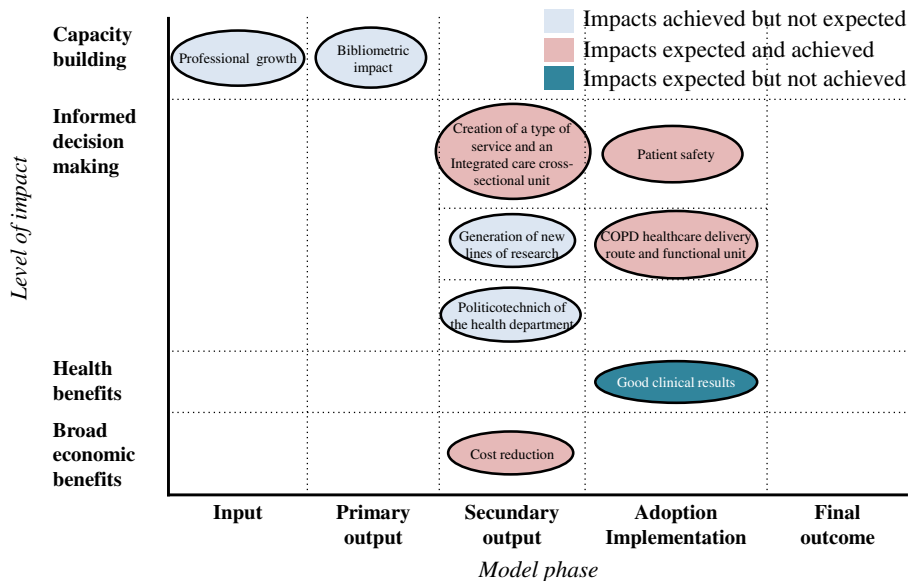 Impacts achieved but not expected
Impacts expected and achieved
Impacts expected but not achieved
Capacity
building
Professional growth
Bibliometric
impact
Informed
decision
making
Creation of a type of
service and an
Integrated care cross-
sectional unit
Patient safety
Generation of new
lines of research
COPD healthcare delivery
route and functional unit
Politicotechnich of
the health department
Health
benefits
Good clinical results
Broad
economic
benefits
Cost reduction
Level of impact
Input
Primary
output
Secundary
output
Adoption
Implementation
Final
outcome
Model phase